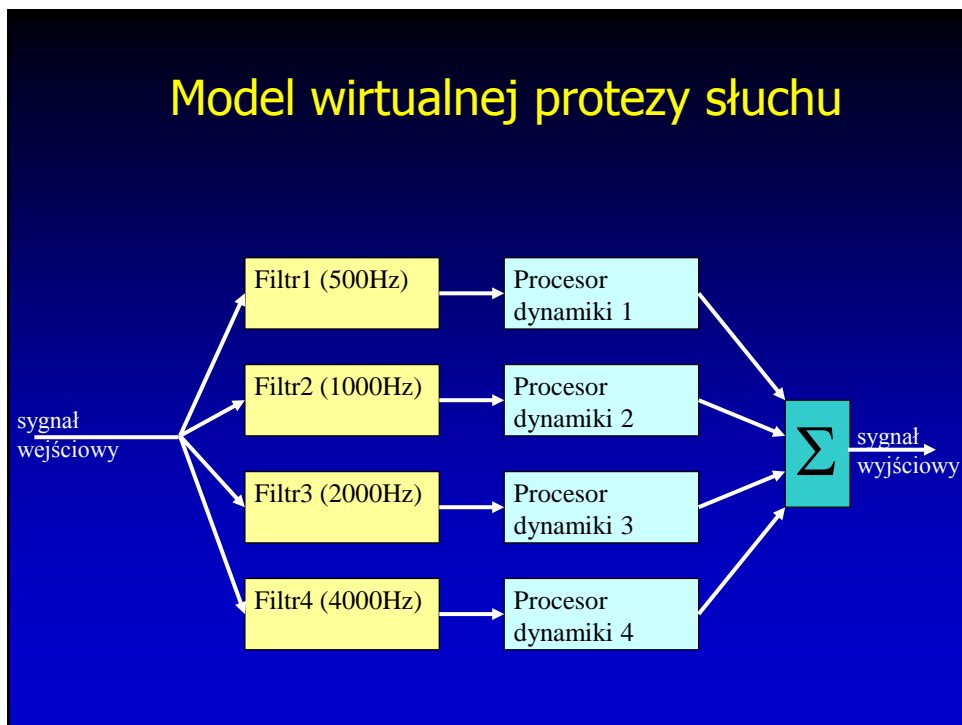 Model wirtualnej protezy słuchu
Filtr1 (500Hz)
Procesor
dynamiki 1
Filtr2 (1000Hz)
Procesor
dynamiki 2
sygnał
wejściowy
Σ
sygnał
wyjściowy
Filtr3 (2000Hz)
Procesor
dynamiki 3
Filtr4 (4000Hz)
Procesor
dynamiki 4